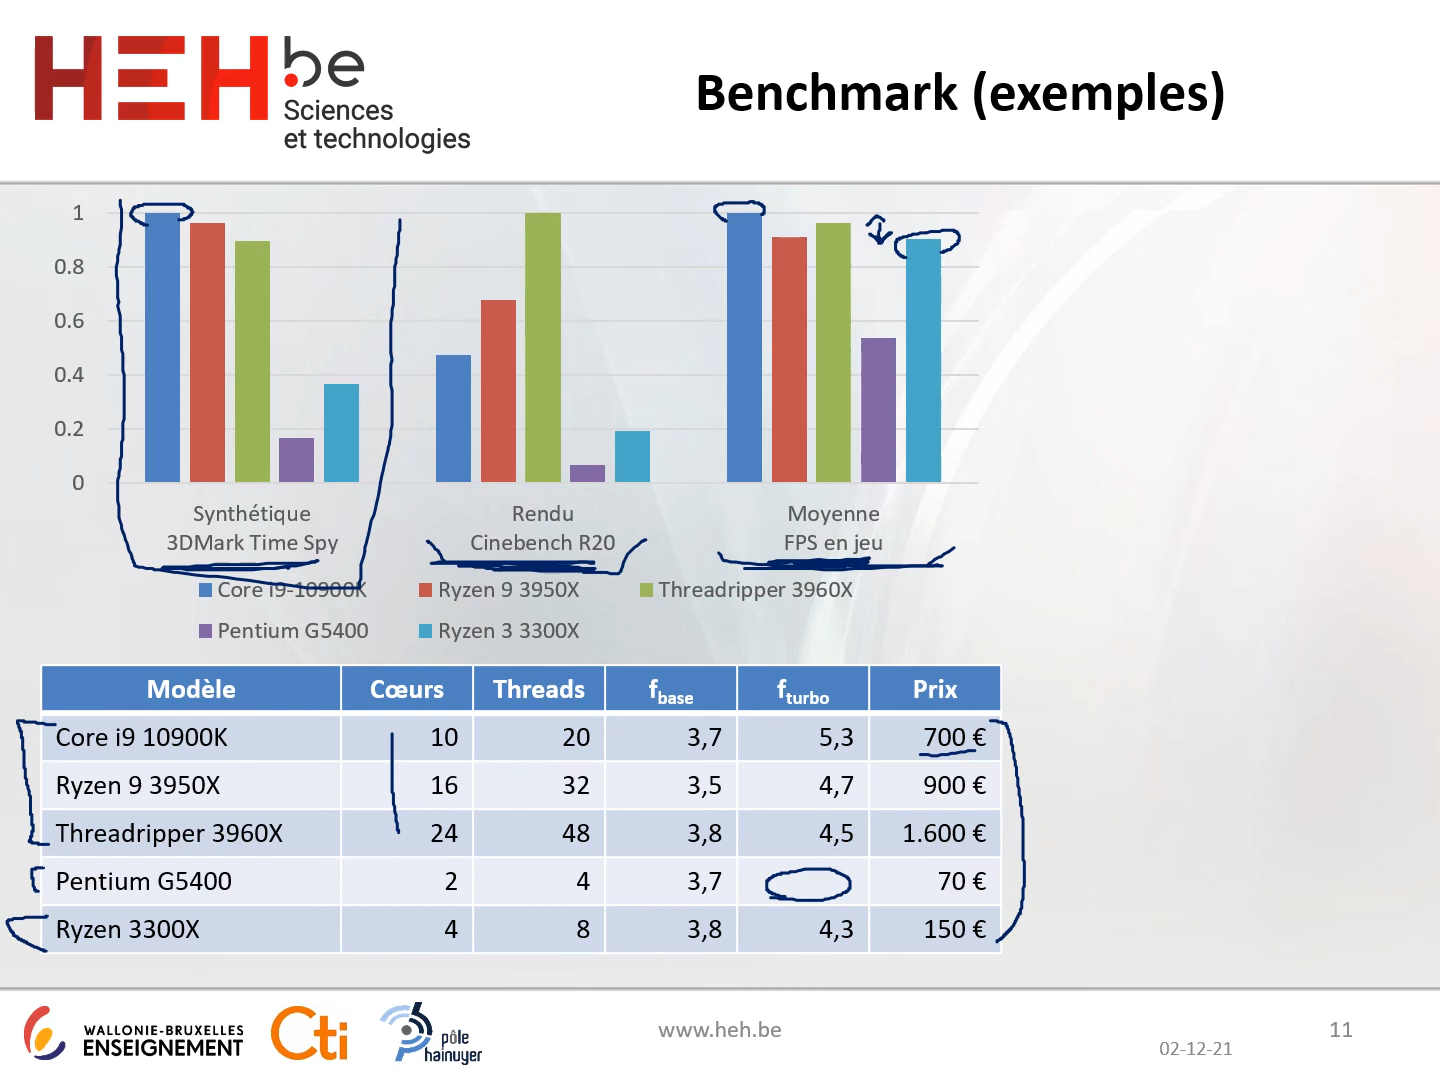 HEH.be
Sciences
et technologies
Benchmark (exemples)
1
0.8
0.6
0.4
0.2
0
Synthétique
3DMark Time Spy
Rendu
Cinebench R20
Moyenne
FPS en jeu
Core i9-10900K Ryzen 9 3950X Threadripper 3960X
Pentium G5400 Ryzen 3 3300X
Modèle Cœurs Threads fbase fturbo Prix
Core i9 10900K 10 20 3,7 5,3 700 €
Ryzen 9 3950X 16 32 3,5 4,7 900 €
Threadripper 3960X 24 48 3,8 4,5 1.600 €
Pentium G5400 2 4 3,7 70 €
Ryzen 3300X 4 8 3,8 4,3 150 €
WALLONIE-BRUXELLES
ENSEIGNEMENT
Cti
pôle
hainuyer
www.heh.be
02-12-21
11